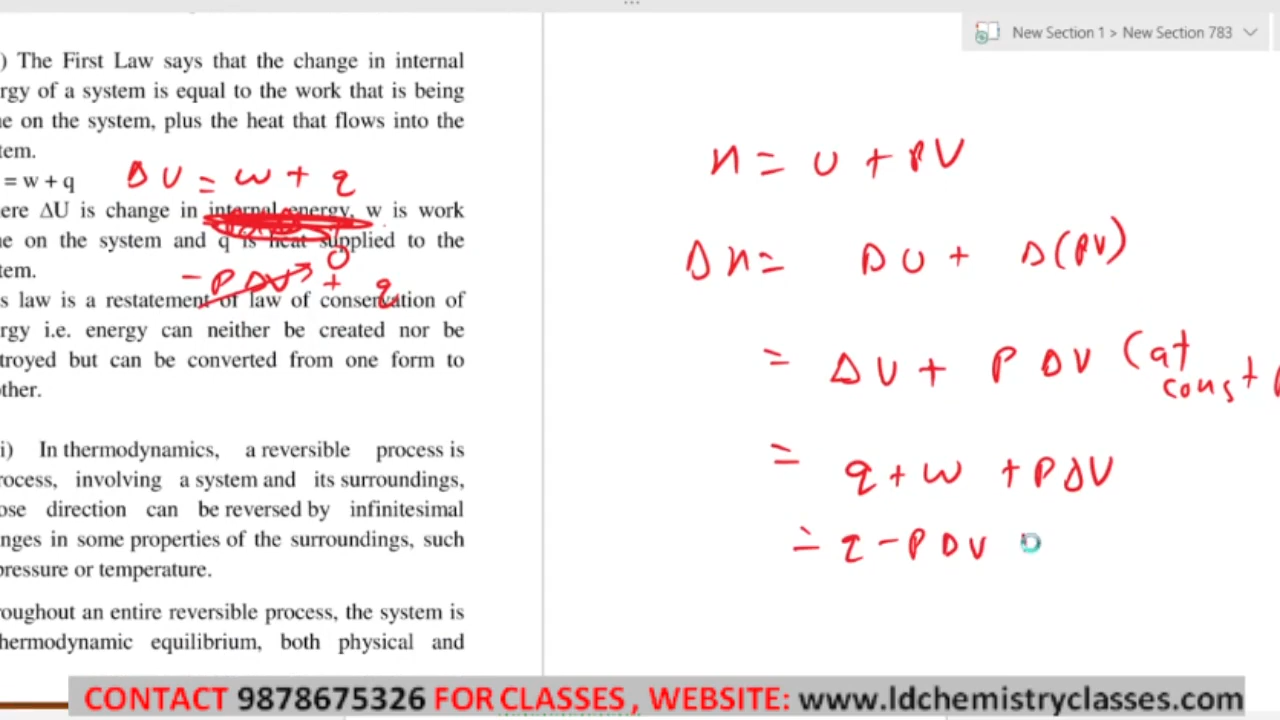 New Section 1 > New Section 783
) The First Law says that the change in internal
rgy of a system is equal to the work that is being
ne on the system, plus the heat that flows into the
tem.
= w + q
ΔU = w + q
ere ΔU is change in internal energy, w is work
ne on the system and q is heat supplied to the
tem.
- P ΔV 0 + q
s law is a restatement of law of conservation of
rgy i.e. energy can neither be created nor be
troyed but can be converted from one form to
other.
i) In thermodynamics, a reversible process is
rocess, involving a system and its surroundings,
ose direction can be reversed by infinitesimal
nges in some properties of the surroundings, such
pressure or temperature.
roughout an entire reversible process, the system is
hermodynamic equilibrium, both physical and
H = U + PV
ΔH = ΔU + Δ(PV)
= ΔU + P ΔV (at const P
= q + w + PΔV
= q - P ΔV
CONTACT 9878675326 FOR CLASSES , WEBSITE: www.ldchemistryclasses.com